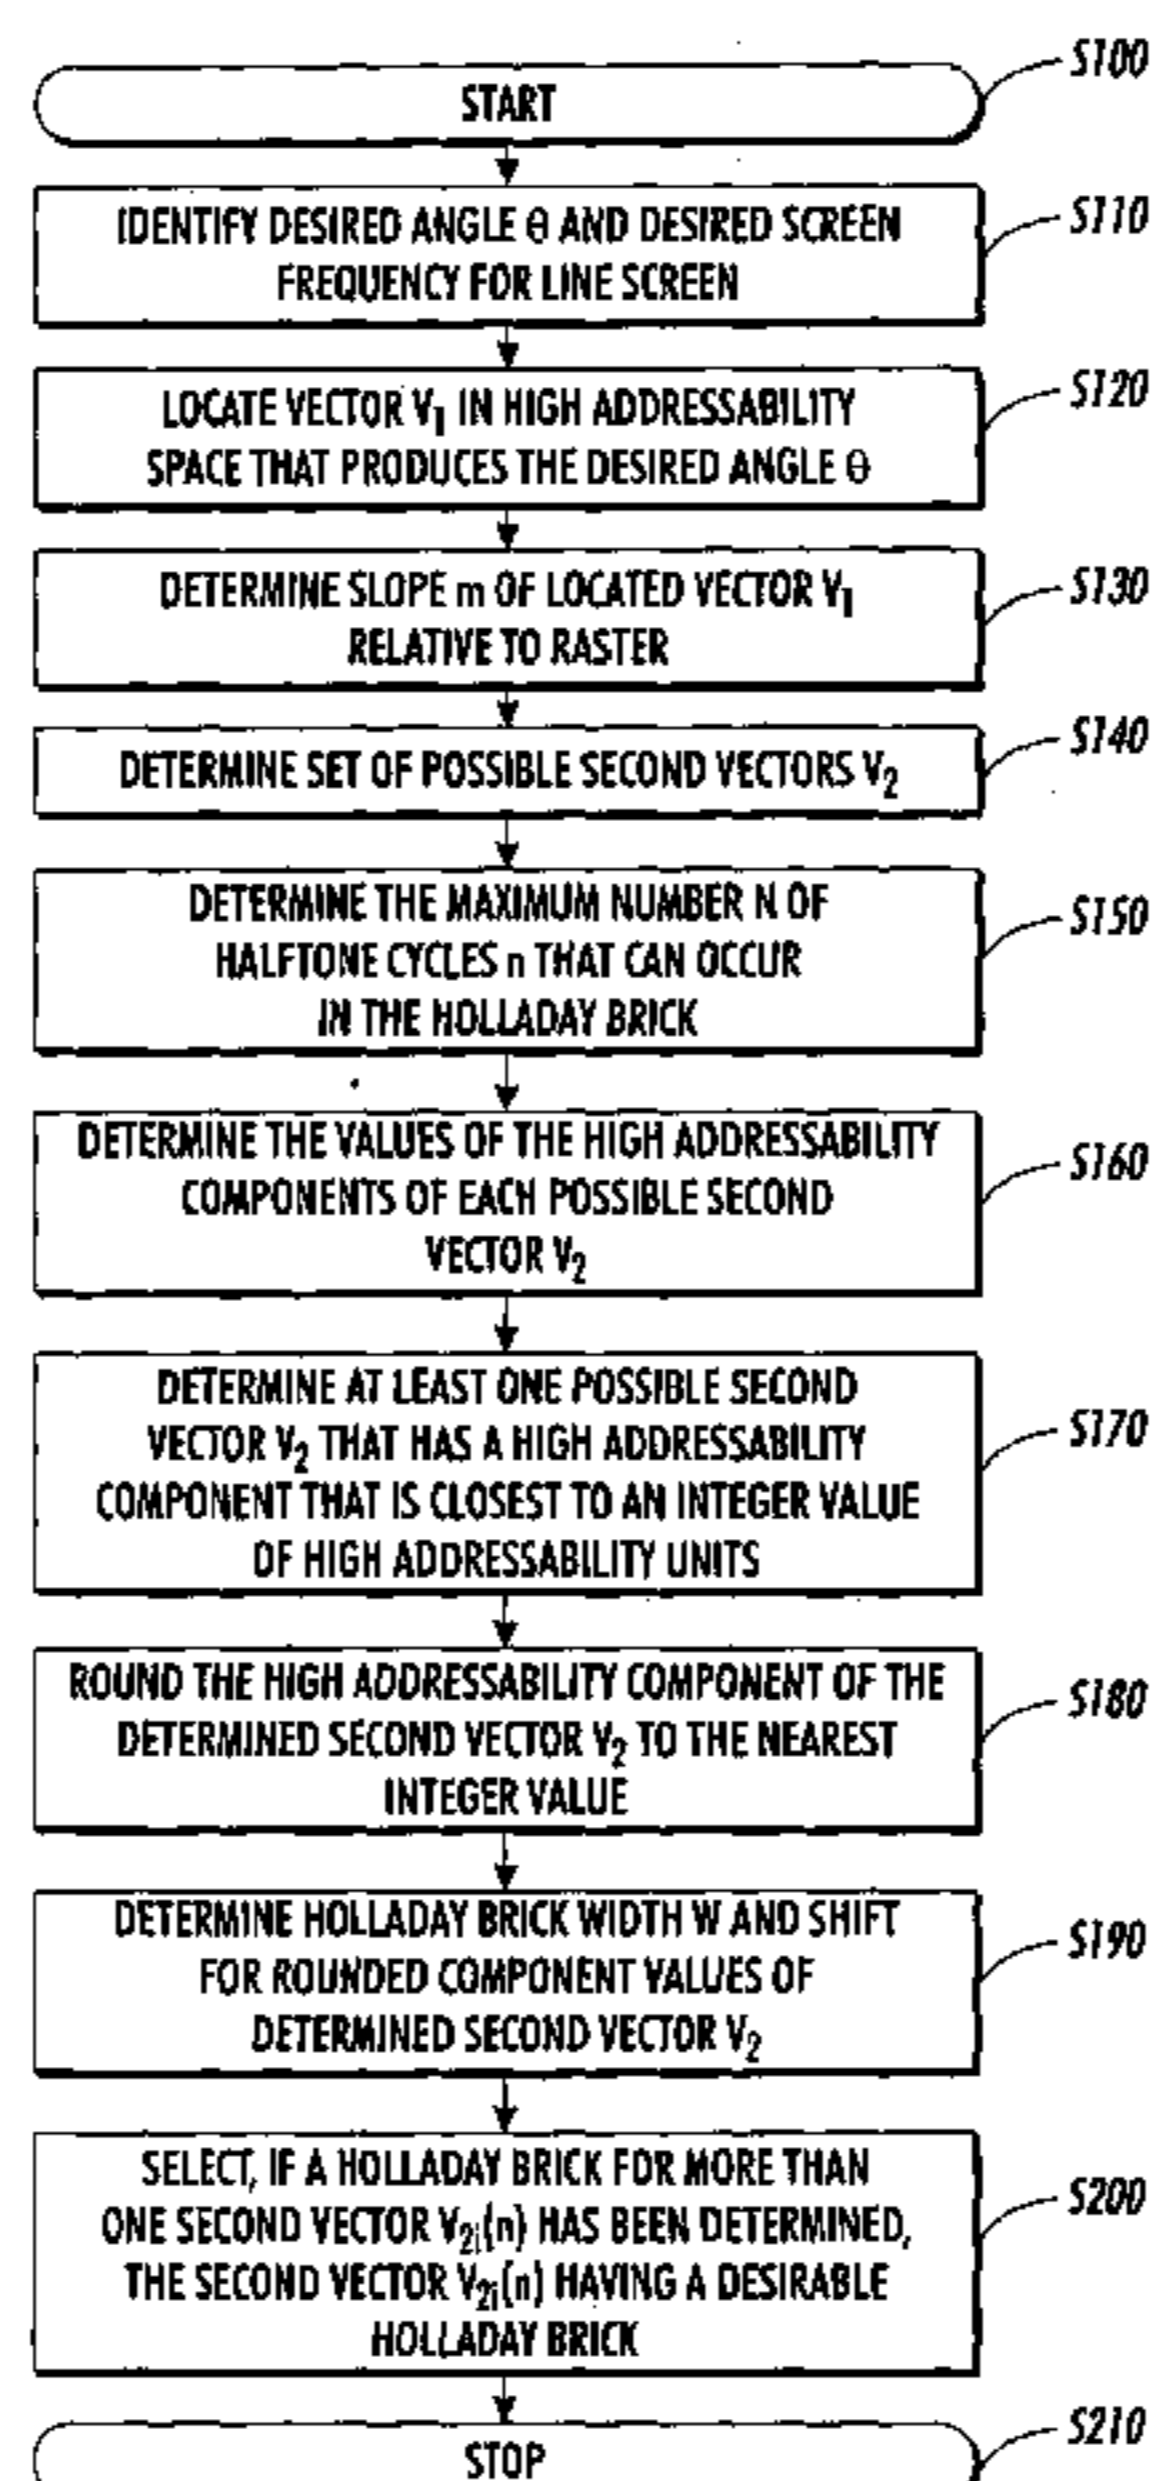 S100
START
S110
IDENTIFY DESIRED ANGLE θ AND DESIRED SCREEN
FREQUENCY FOR LINE SCREEN
S120
LOCATE VECTOR V1 IN HIGH ADDRESSABILITY
SPACE THAT PRODUCES THE DESIRED ANGLE θ
S130
DETERMINE SLOPE m OF LOCATED VECTOR V1
RELATIVE TO RASTER
S140
DETERMINE SET OF POSSIBLE SECOND VECTORS V2
S150
DETERMINE THE MAXIMUM NUMBER N OF
HALFTONE CYCLES n THAT CAN OCCUR
IN THE HOLLADAY BRICK
S160
DETERMINE THE VALUES OF THE HIGH ADDRESSABILITY
COMPONENTS OF EACH POSSIBLE SECOND
VECTOR V2
S170
DETERMINE AT LEAST ONE POSSIBLE SECOND
VECTOR V2 THAT HAS A HIGH ADDRESSABILITY
COMPONENT THAT IS CLOSEST TO AN INTEGER VALUE
OF HIGH ADDRESSABILITY UNITS
S180
ROUND THE HIGH ADDRESSABILITY COMPONENT OF THE
DETERMINED SECOND VECTOR V2 TO THE NEAREST
INTEGER VALUE
S190
DETERMINE HOLLADAY BRICK WIDTH W AND SHIFT
FOR ROUNDED COMPONENT VALUES OF
DETERMINED SECOND VECTOR V2
S200
SELECT, IF A HOLLADAY BRICK FOR MORE THAN
ONE SECOND VECTOR V2i(n) HAS BEEN DETERMINED,
THE SECOND VECTOR V2i(n) HAVING A DESIRABLE
HOLLADAY BRICK
S210
STOP